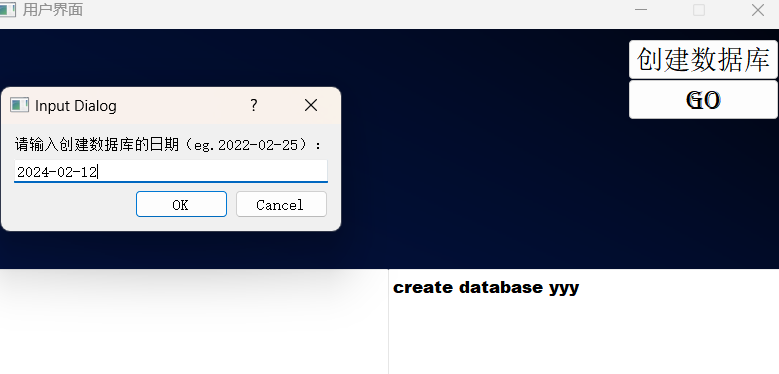 用户界面
创建数据库
GO
Input Dialog
请输入创建数据库的日期（eg.2022-02-25）：
2024-02-12
OK Cancel
create database yyy